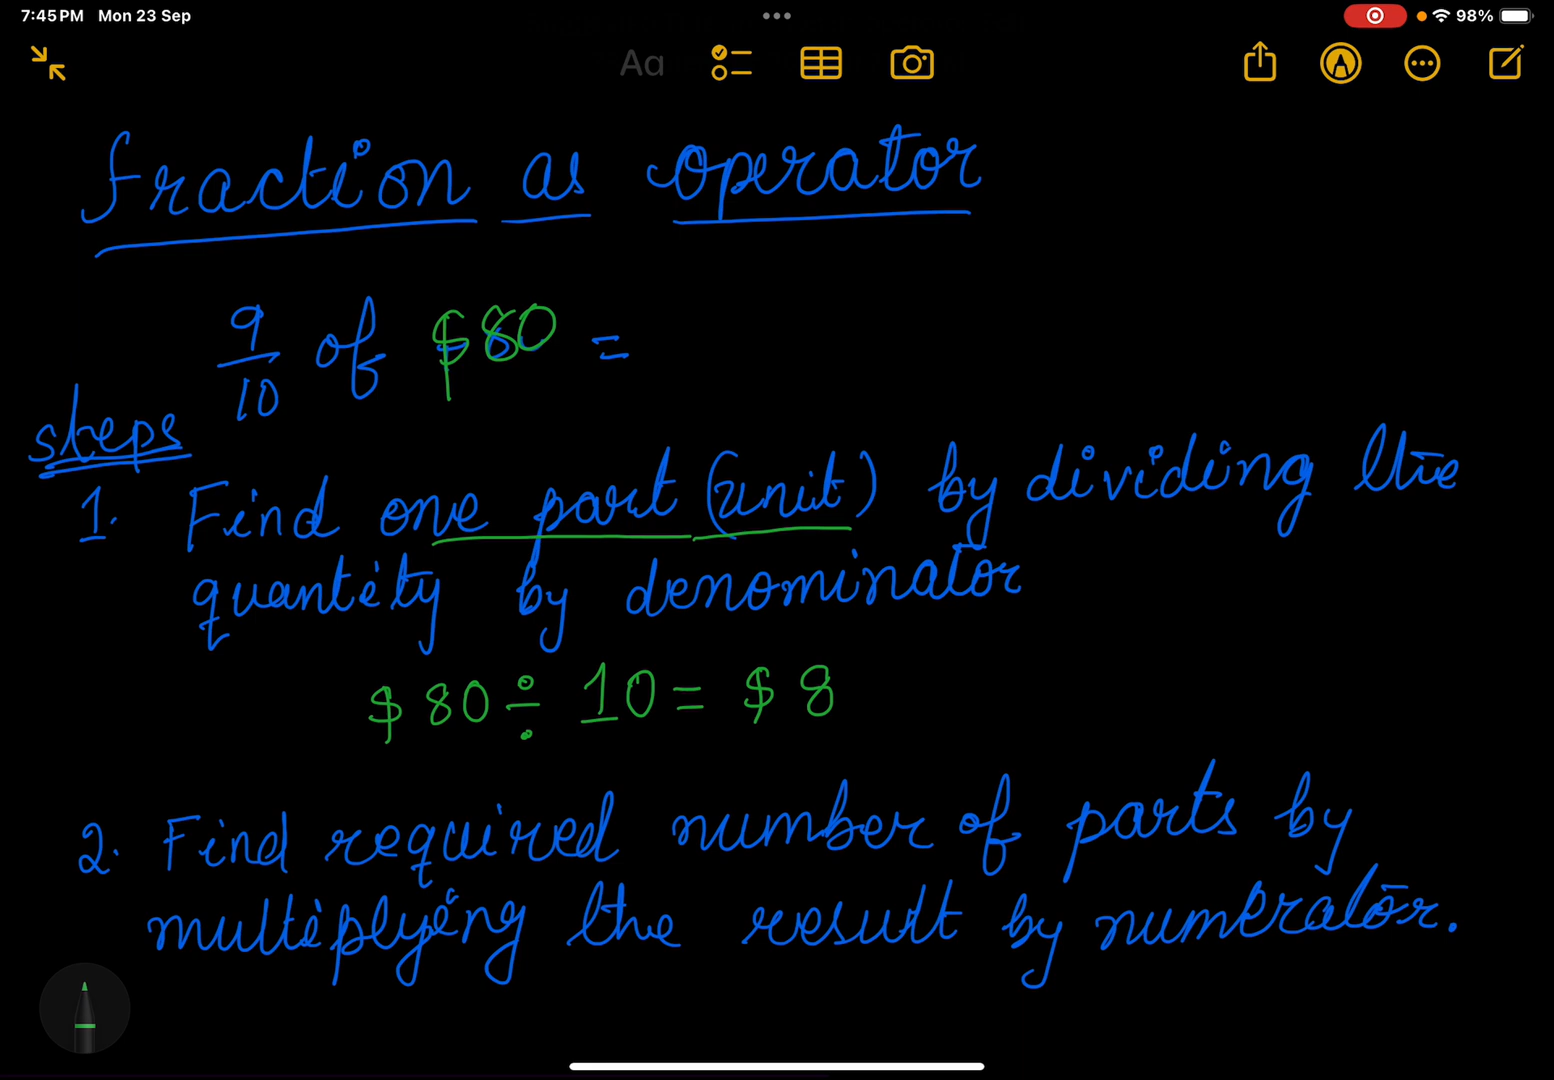 7:45 PM Mon 23 Sep
98%
Aa
fraction as operator
9/10 of $80 =
steps
1. Find one part (unit) by dividing the
quantity by denominator
$80 ÷ 10 = $8
2. Find required number of parts by
multiplying the result by numerator.